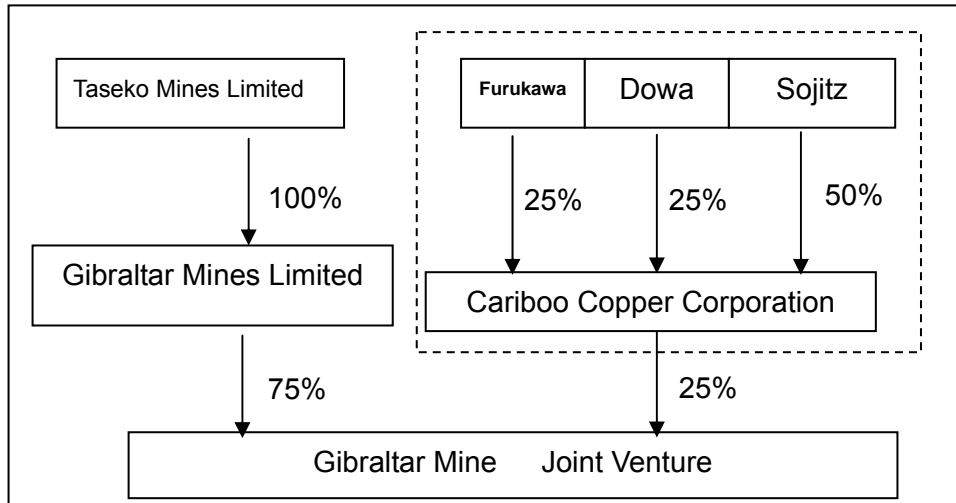 Taseko Mines Limited
Furukawa Dowa Sojitz
100%
25% 25% 50%
Gibraltar Mines Limited
Cariboo Copper Corporation
75% 25%
Gibraltar Mine Joint Venture